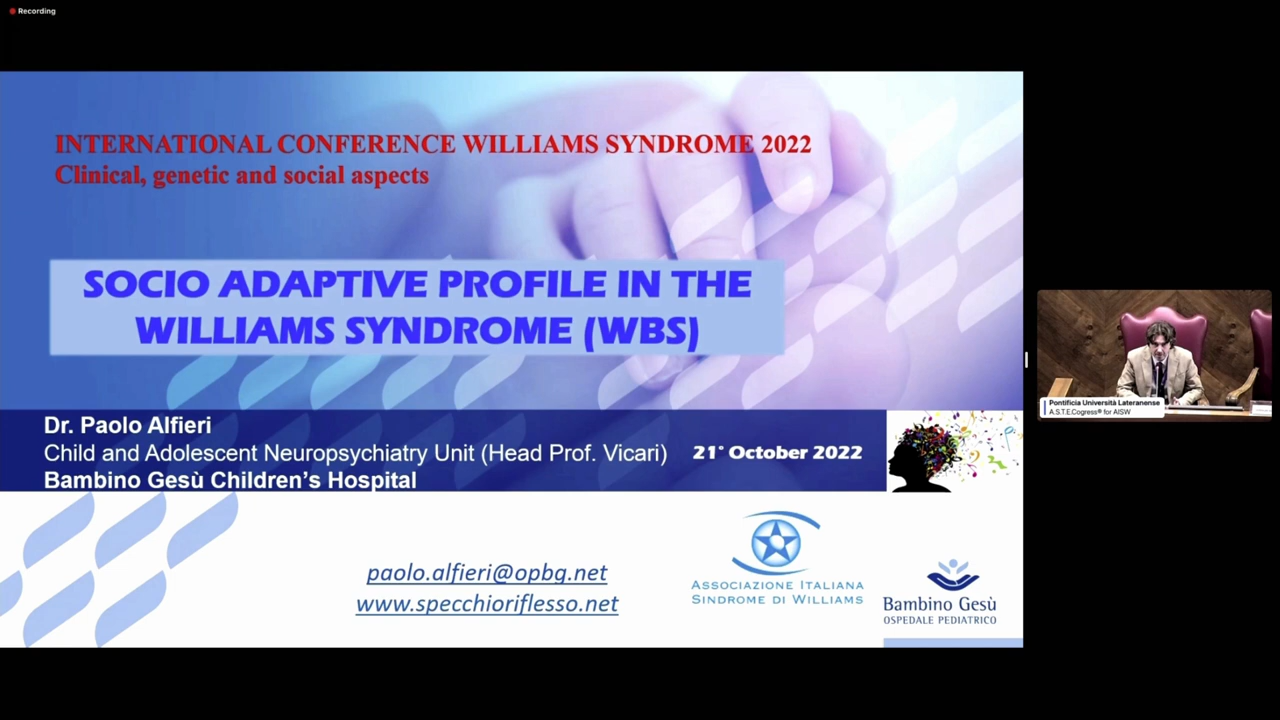 Recording
INTERNATIONAL CONFERENCE WILLIAMS SYNDROME 2022
Clinical, genetic and social aspects
SOCIO ADAPTIVE PROFILE IN THE
WILLIAMS SYNDROME (WBS)
Dr. Paolo Alfieri
Child and Adolescent Neuropsychiatry Unit (Head Prof. Vicari)
21° October 2022
Bambino Gesù Children's Hospital
paolo.alfieri@opbg.net
www.specchioriflesso.net
ASSOCIAZIONE ITALIANA
SINDROME DI WILLIAMS
Bambino Gesù
OSPEDALE PEDIATRICO
Pontificia Università Lateranense
A.S.T.E.Cogress® for AISW